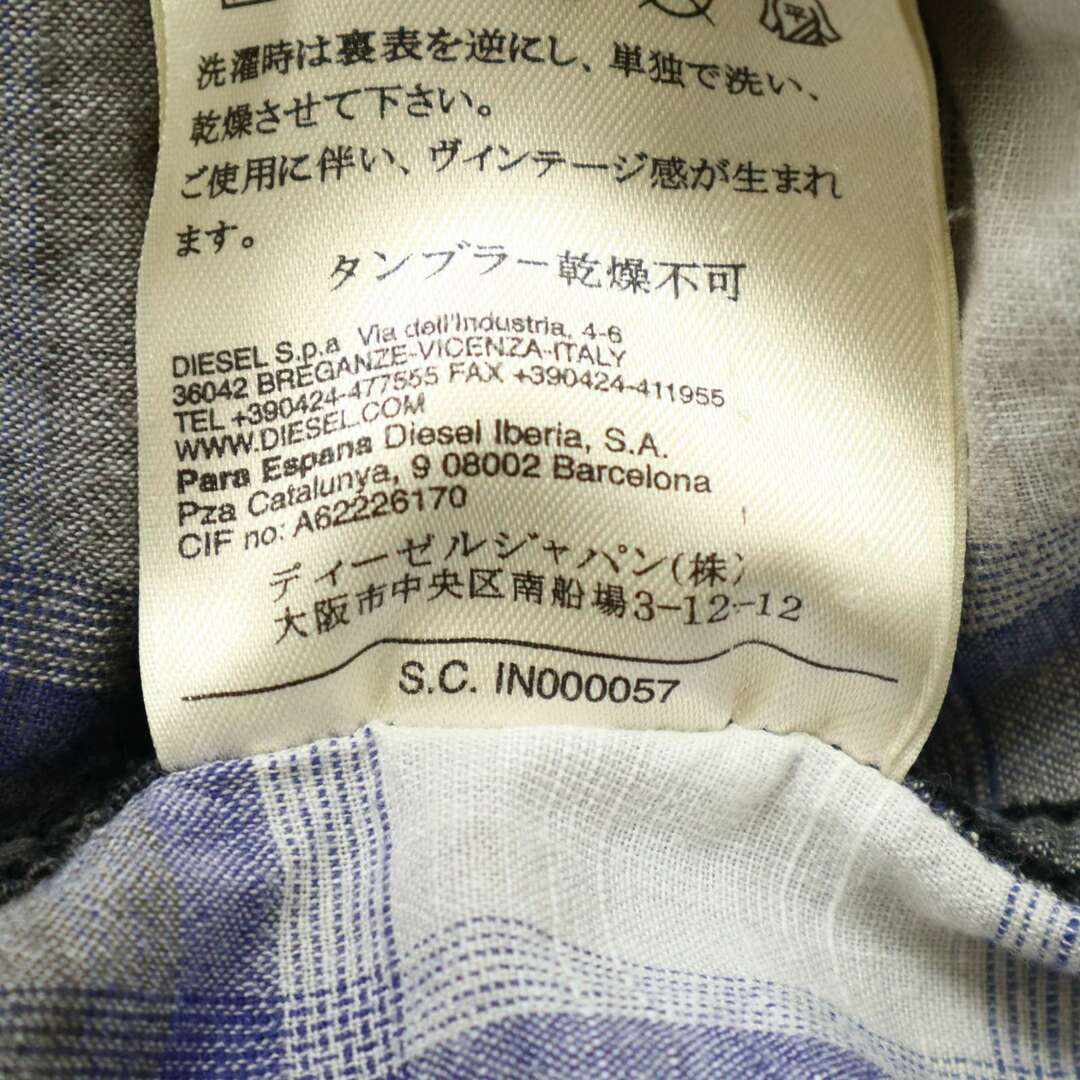 平
洗濯時は裏表を逆にし、単独で洗い、
乾燥させて下さい。
ご使用に伴い、ヴィンテージ感が生まれ
ます。
タンブラー乾燥不可
DIESEL S.p.a Via dell'Industria, 4-6
36042 BREGANZE-VICENZA-ITALY
TEL +390424-477555 FAX +390424-411955
WWW.DIESEL.COM
Para Espana Diesel Iberia, S.A.
Pza Catalunya, 9 08002 Barcelona
CIF no: A62226170
ディーゼルジャパン(株)
大阪市中央区南船場3-12-12
S.C. IN000057